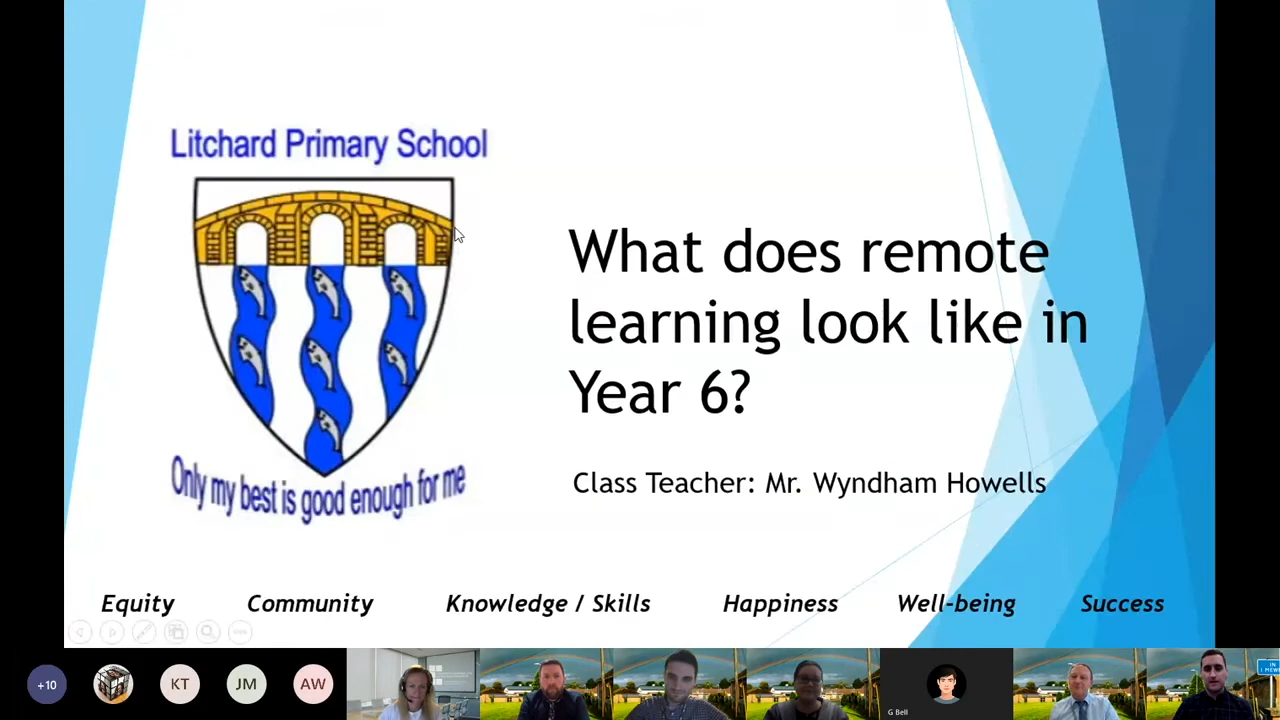 Litchard Primary School
Only my best is good enough for me
What does remote
learning look like in
Year 6?
Class Teacher: Mr. Wyndham Howells
Equity Community Knowledge / Skills Happiness Well-being Success
+10 KT JM AW
G Bell
IN